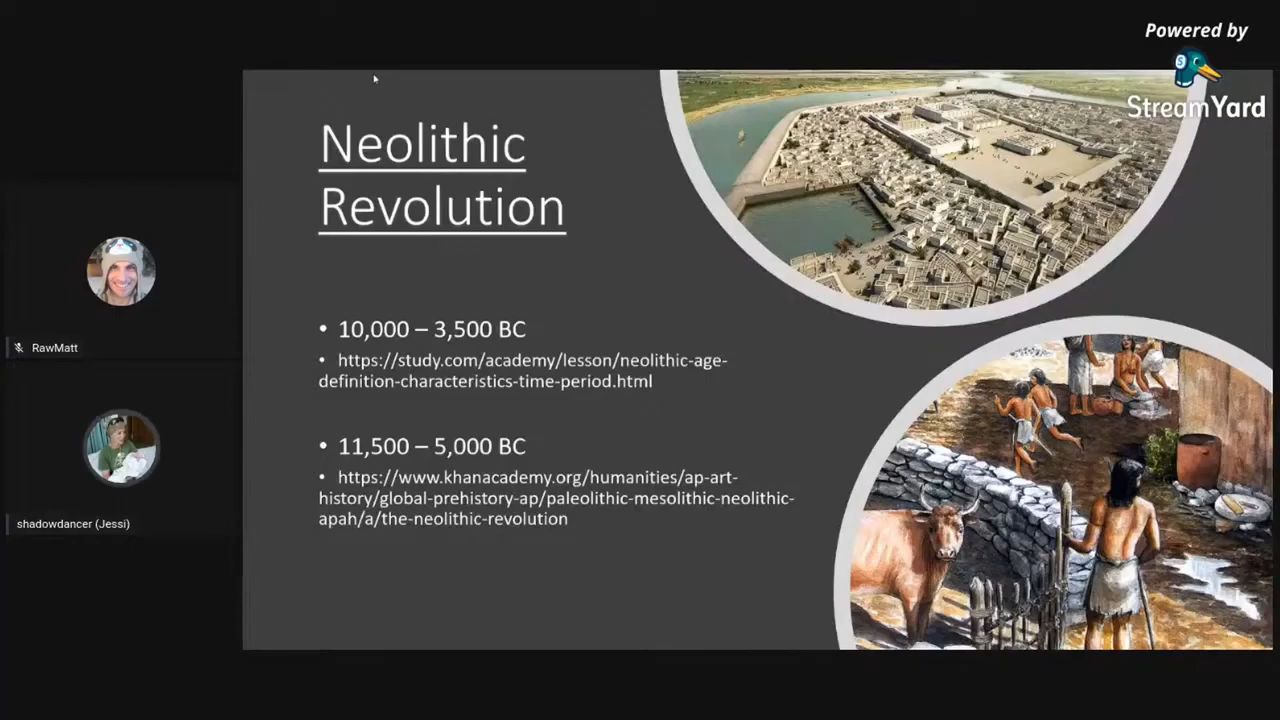 Powered by
StreamYard
Neolithic
Revolution
• 10,000 – 3,500 BC
• https://study.com/academy/lesson/neolithic-age-
definition-characteristics-time-period.html
• 11,500 – 5,000 BC
• https://www.khanacademy.org/humanities/ap-art-
history/global-prehistory-ap/paleolithic-mesolithic-neolithic-
apah/a/the-neolithic-revolution
RawMatt
shadowdancer (Jessi)